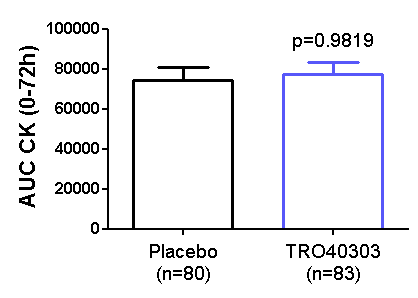 p=0.9819
AUC CK (0-72h)
100000
80000
60000
40000
20000
0
Placebo
(n=80)
TRO40303
(n=83)